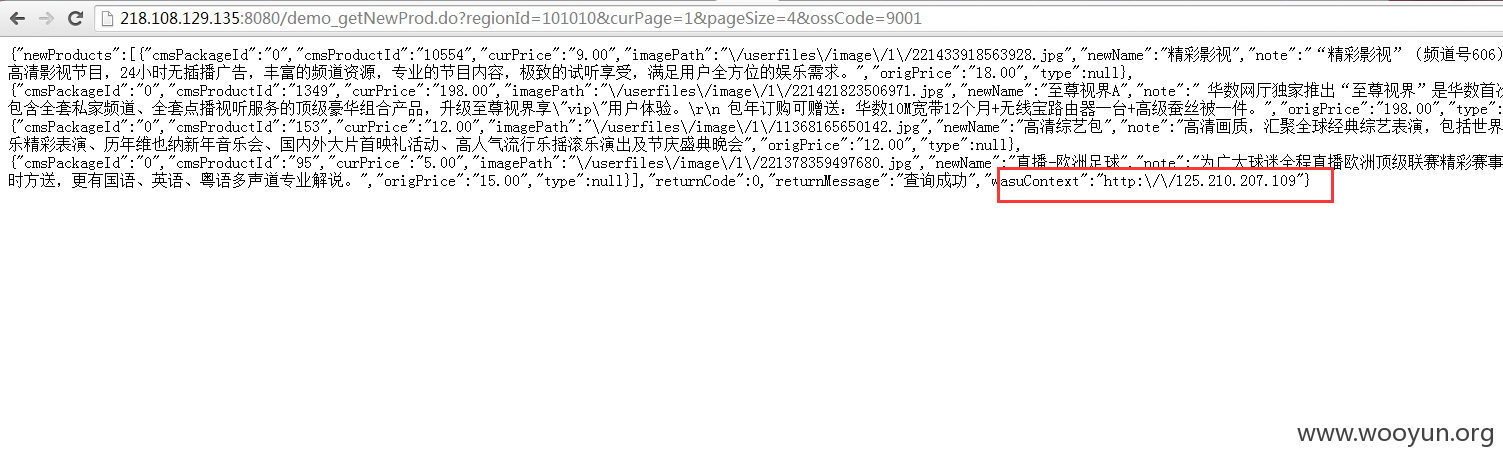 218.108.129.135:8080/demo_getNewProd.do?regionId=101010&curPage=1&pageSize=4&ossCode=9001
{"newProducts":[{"cmsPackageId":"0","cmsProductId":"10554","curPrice":"9.00","imagePath":"\/userfiles\/image\/1\/221433918563928.jpg","newName":"精彩影视","note":"“精彩影视”（频道号606)
高清影视节目，24小时无插播广告，丰富的频道资源，专业的节目内容，极致的试听享受，满足用户全方位的娱乐需求。","origPrice":"18.00","type":null},
{"cmsPackageId":"0","cmsProductId":"1349","curPrice":"198.00","imagePath":"\/userfiles\/image\/1\/221421823506971.jpg","newName":"至尊视界A","note":" 华数网厅独家推出“至尊视界”是华数首次
包含全套私家频道、全套点播视听服务的顶级豪华组合产品，升级至尊视界享\"vip\"用户体验。\r\n 包年订购可赠送：华数10M宽带12个月+无线宝路由器一台+高级蚕丝被一件。","origPrice":"198.00","type":
{"cmsPackageId":"0","cmsProductId":"153","curPrice":"12.00","imagePath":"\/userfiles\/image\/1\/11368165650142.jpg","newName":"高清综艺包","note":"高清画质，汇聚全球经典综艺表演，包括世界
乐精彩表演、历年维也纳新年音乐会、国内外大片首映礼活动、高人气流行乐摇滚乐演出及节庆盛典晚会","origPrice":"12.00","type":null},
{"cmsPackageId":"0","cmsProductId":"95","curPrice":"5.00","imagePath":"\/userfiles\/image\/1\/221378359497680.jpg","newName":"直播-欧洲足球","note":"为广大球迷全程直播欧洲顶级联赛精彩赛事
时方送，更有国语、英语、粤语多声道专业解说。","origPrice":"15.00","type":null}],"returnCode":0,"returnMessage":"查询成功","wasuContext":"http:\/\/125.210.207.109"}
www.wooyun.org